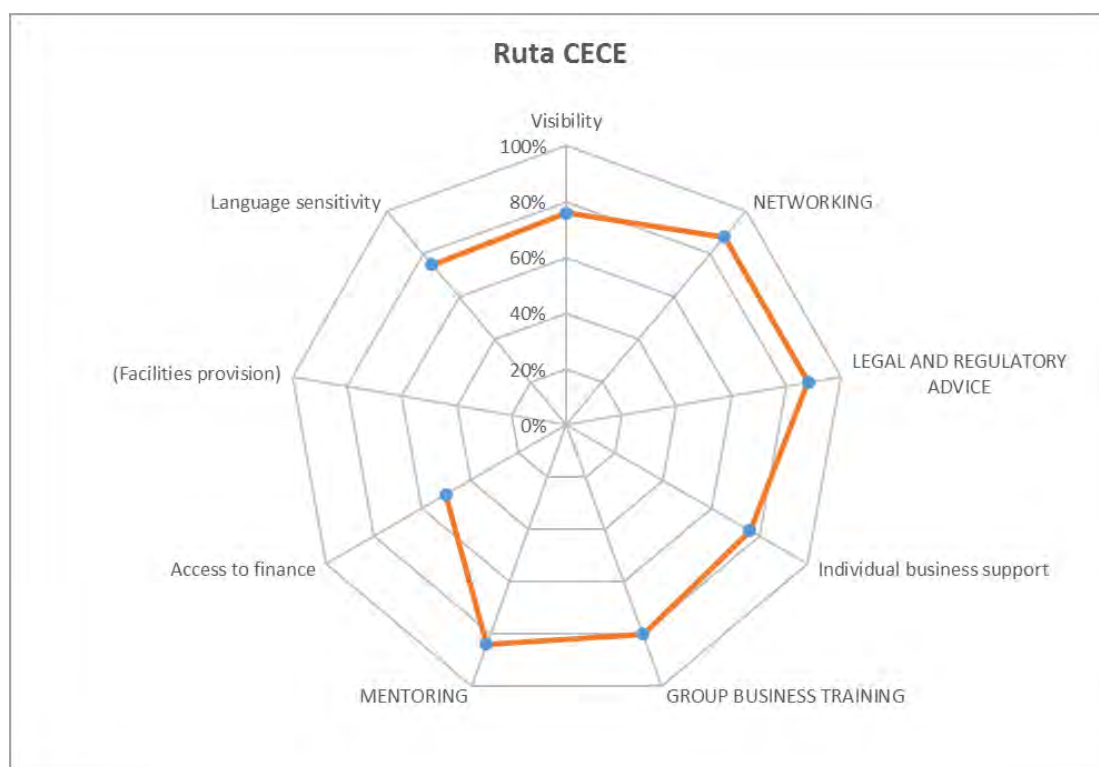 Ruta CECE
Visibility
100%
80%
60%
40%
20%
0%
NETWORKING
LEGAL AND REGULATORY
ADVICE
Individual business support
GROUP BUSINESS TRAINING
MENTORING
Access to finance
(Facilities provision)
Language sensitivity